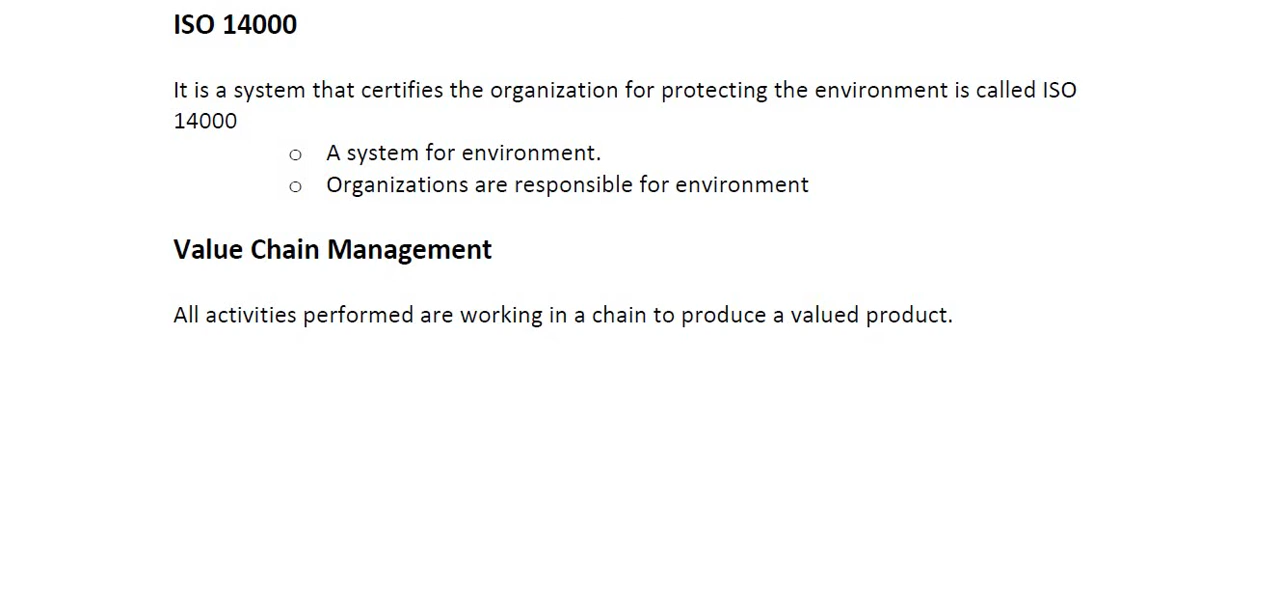 ISO 14000
It is a system that certifies the organization for protecting the environment is called ISO
14000
o A system for environment.
o Organizations are responsible for environment
Value Chain Management
All activities performed are working in a chain to produce a valued product.